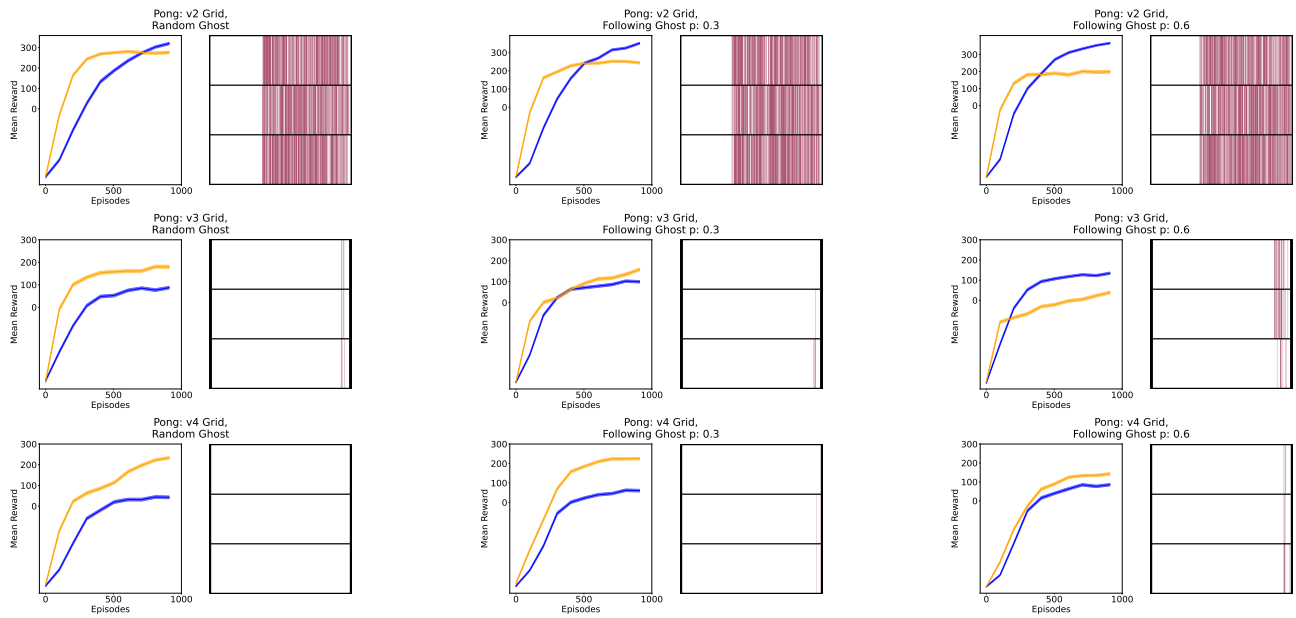 Pong: v2 Grid,
Random Ghost
300
200
100
0
Mean Reward
0
500
1000
Episodes
Pong: v2 Grid,
Following Ghost p: 0.3
300
200
100
0
Mean Reward
0
500
1000
Episodes
Pong: v2 Grid,
Following Ghost p: 0.6
300
200
100
0
Mean Reward
0
500
1000
Episodes
Pong: v3 Grid,
Random Ghost
300
200
100
0
Mean Reward
0
500
1000
Episodes
Pong: v3 Grid,
Following Ghost p: 0.3
300
200
100
0
Mean Reward
0
500
1000
Episodes
Pong: v3 Grid,
Following Ghost p: 0.6
300
200
100
0
Mean Reward
0
500
1000
Episodes
Pong: v4 Grid,
Random Ghost
300
200
100
0
Mean Reward
0
500
1000
Episodes
Pong: v4 Grid,
Following Ghost p: 0.3
300
200
100
0
Mean Reward
0
500
1000
Episodes
Pong: v4 Grid,
Following Ghost p: 0.6
300
200
100
0
Mean Reward
0
500
1000
Episodes